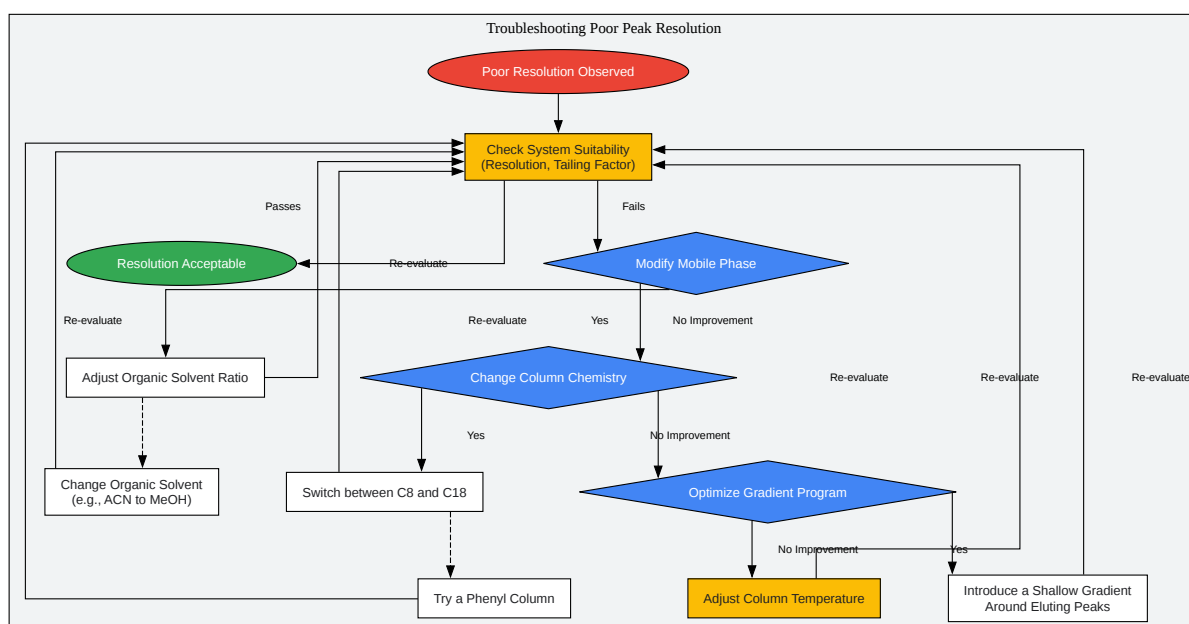 Troubleshooting Poor Peak Resolution
Poor Resolution Observed
Check System Suitability
(Resolution, Tailing Factor)
Passes
Fails
Resolution Acceptable
Re-evaluate
Modify Mobile Phase
Re-evaluate
Re-evaluate
Yes
No Improvement
Adjust Organic Solvent Ratio
Change Column Chemistry
Re-evaluate
Re-evaluate
Re-evaluate
Yes
No Improvement
Change Organic Solvent
(e.g., ACN to MeOH)
Switch between C8 and C18
Optimize Gradient Program
No Improvement
Yes
Try a Phenyl Column
Adjust Column Temperature
Introduce a Shallow Gradient
Around Eluting Peaks